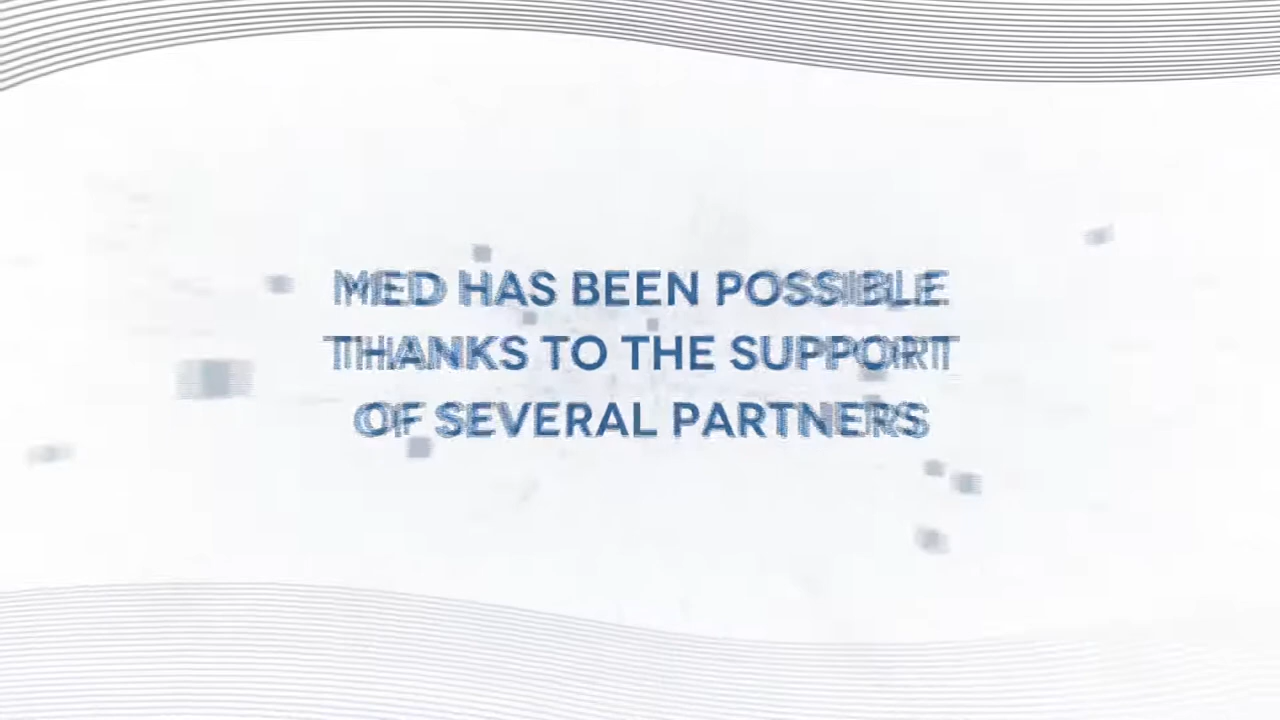 MED HAS BEEN POSSIBLE
THANKS TO THE SUPPORT
OF SEVERAL PARTNERS